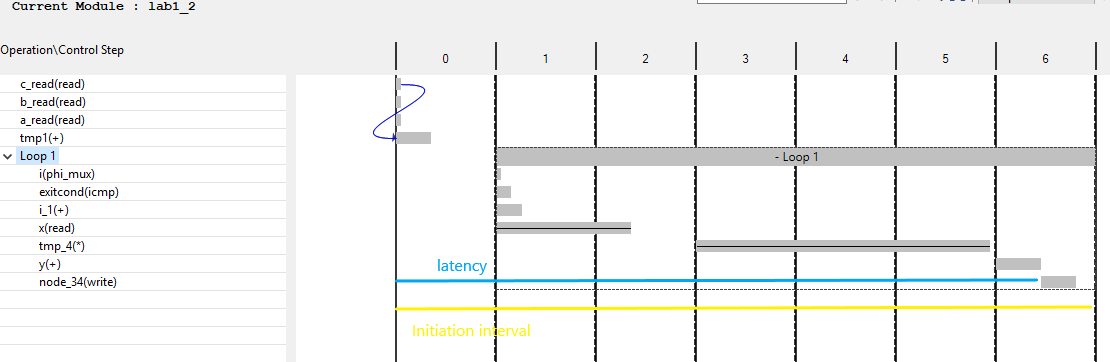 Current Module : lab1_2
Operation\Control Step
0 1 2 3 4 5 6
c_read(read)
b_read(read)
a_read(read)
tmp1(+)
Loop 1
- Loop 1
i(phi_mux)
exitcond(icmp)
i_1(+)
x(read)
tmp_4(*)
y(+)
latency
node_34(write)
Initiation interval